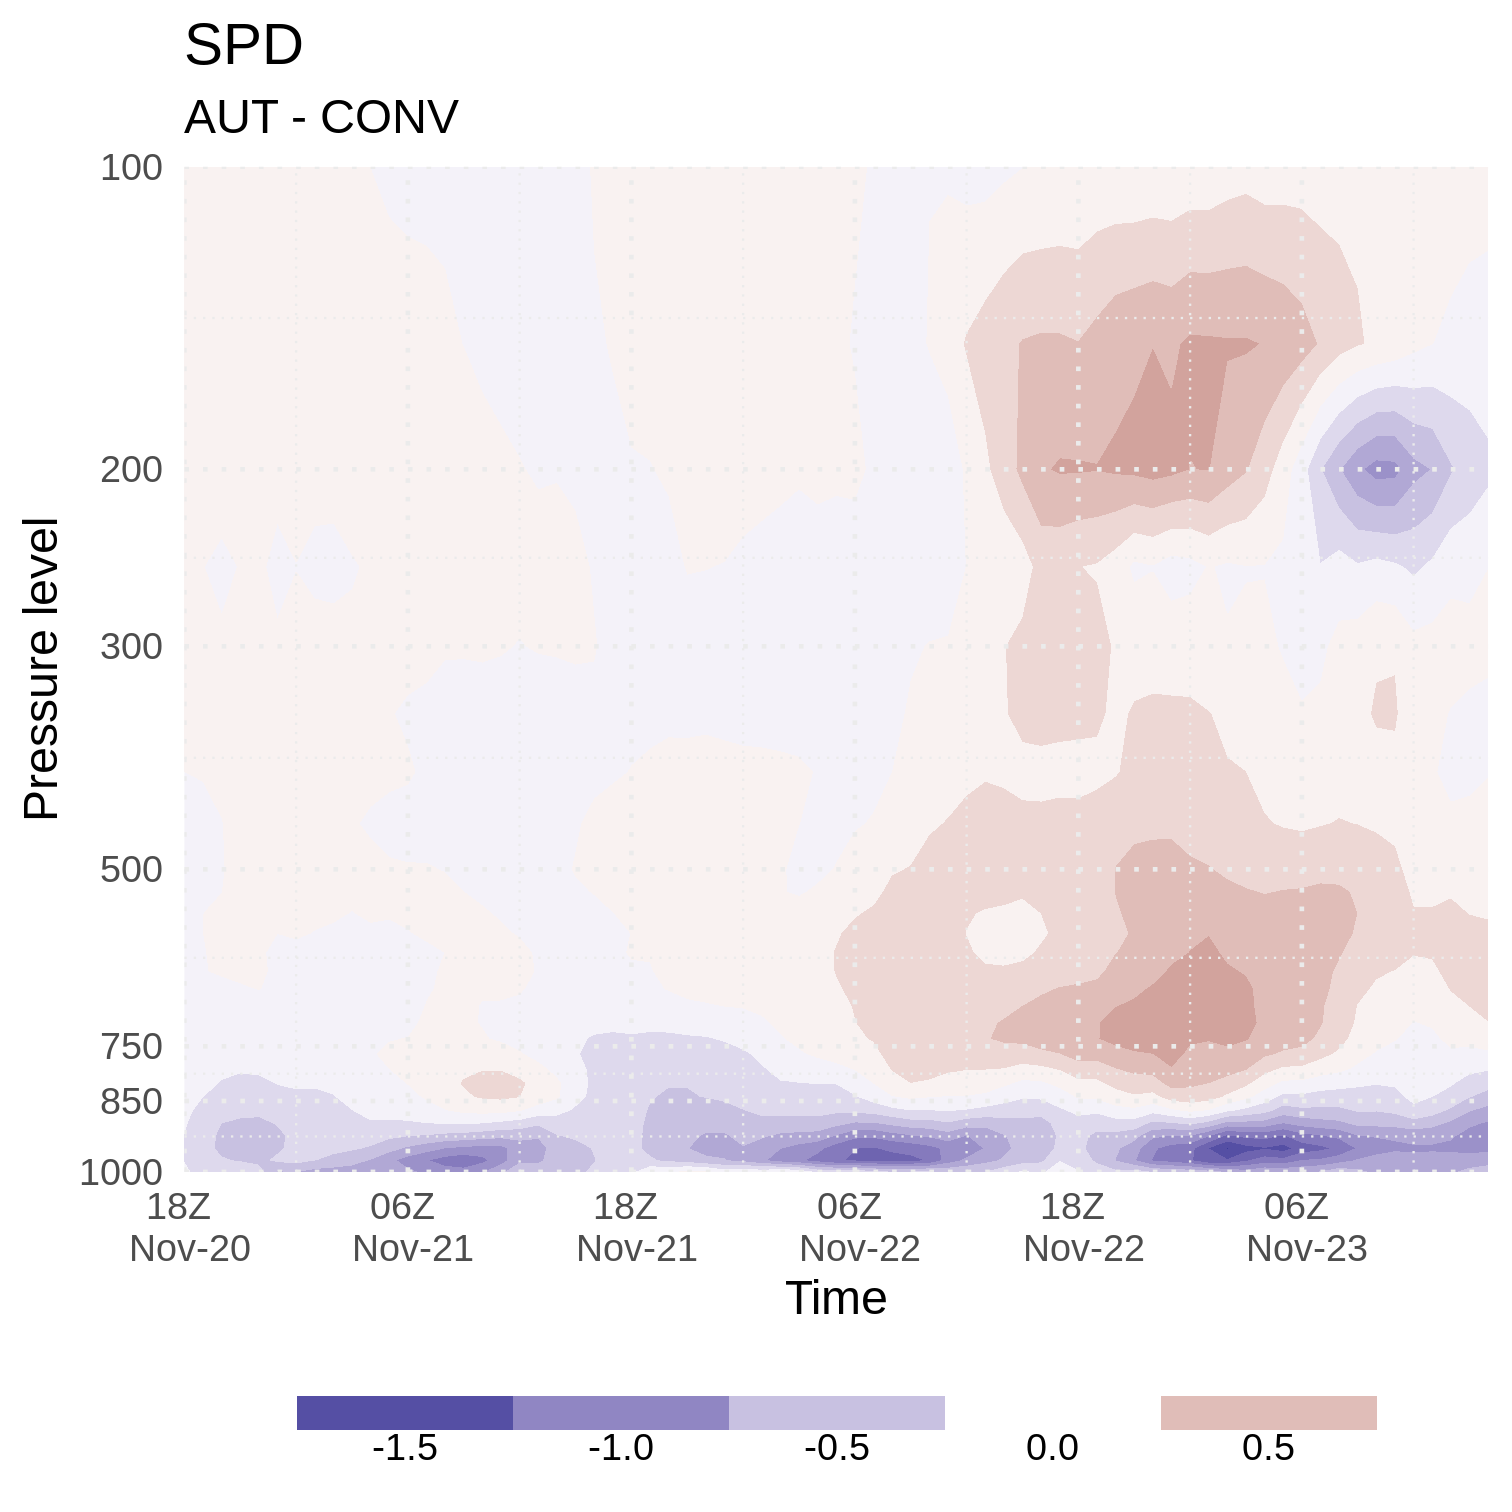 SPD
AUT - CONV
Pressure level
100
200
300
500
750
850
1000
18Z 06Z 18Z 06Z 18Z 06Z
Nov-20 Nov-21 Nov-21 Nov-22 Nov-22 Nov-23
Time
-1.5 -1.0 -0.5 0.0 0.5